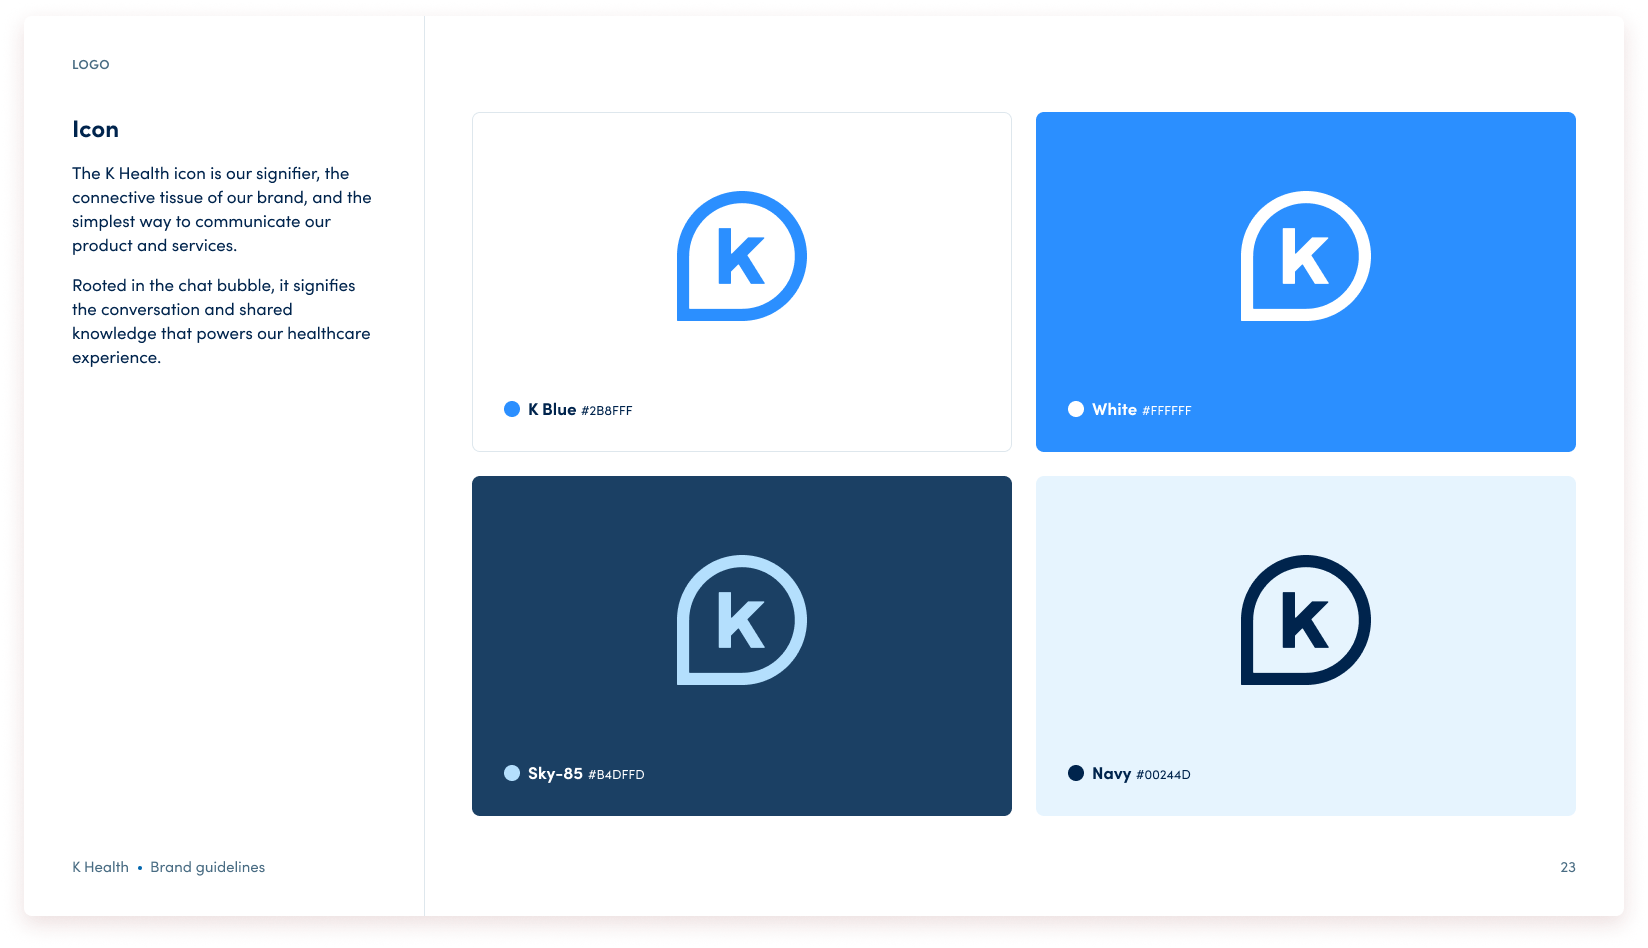 LOGO
Icon
The K Health icon is our signifier, the
connective tissue of our brand, and the
simplest way to communicate our
product and services.
Rooted in the chat bubble, it signifies
the conversation and shared
knowledge that powers our healthcare
experience.
k
K Blue #2B8FFF
k
White #FFFFFF
k
Sky-85 #B4DFFD
k
Navy #00244D
K Health • Brand guidelines
23